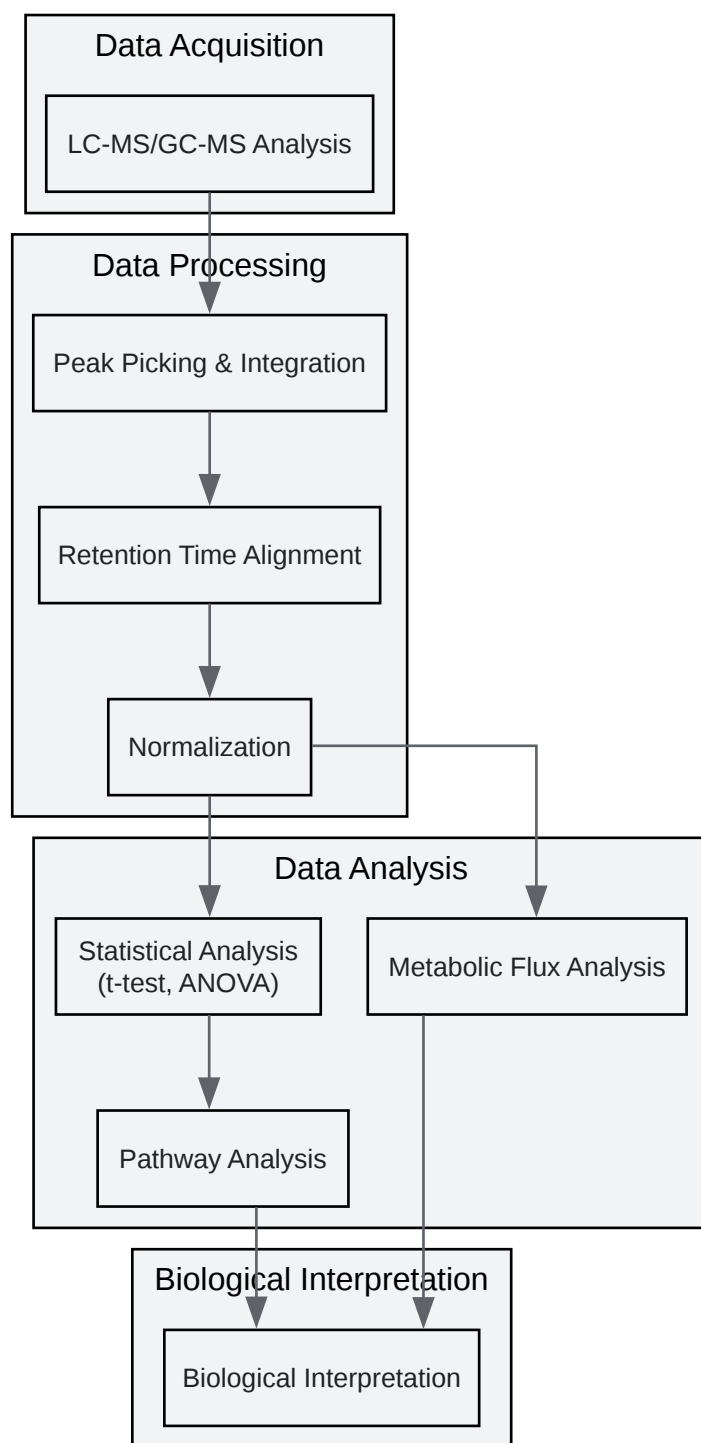 Data Acquisition
LC-MS/GC-MS Analysis
Data Processing
Peak Picking & Integration
Retention Time Alignment
Normalization
Data Analysis
Statistical Analysis
(t-test, ANOVA)
Metabolic Flux Analysis
Pathway Analysis
Biological Interpretation
Biological Interpretation